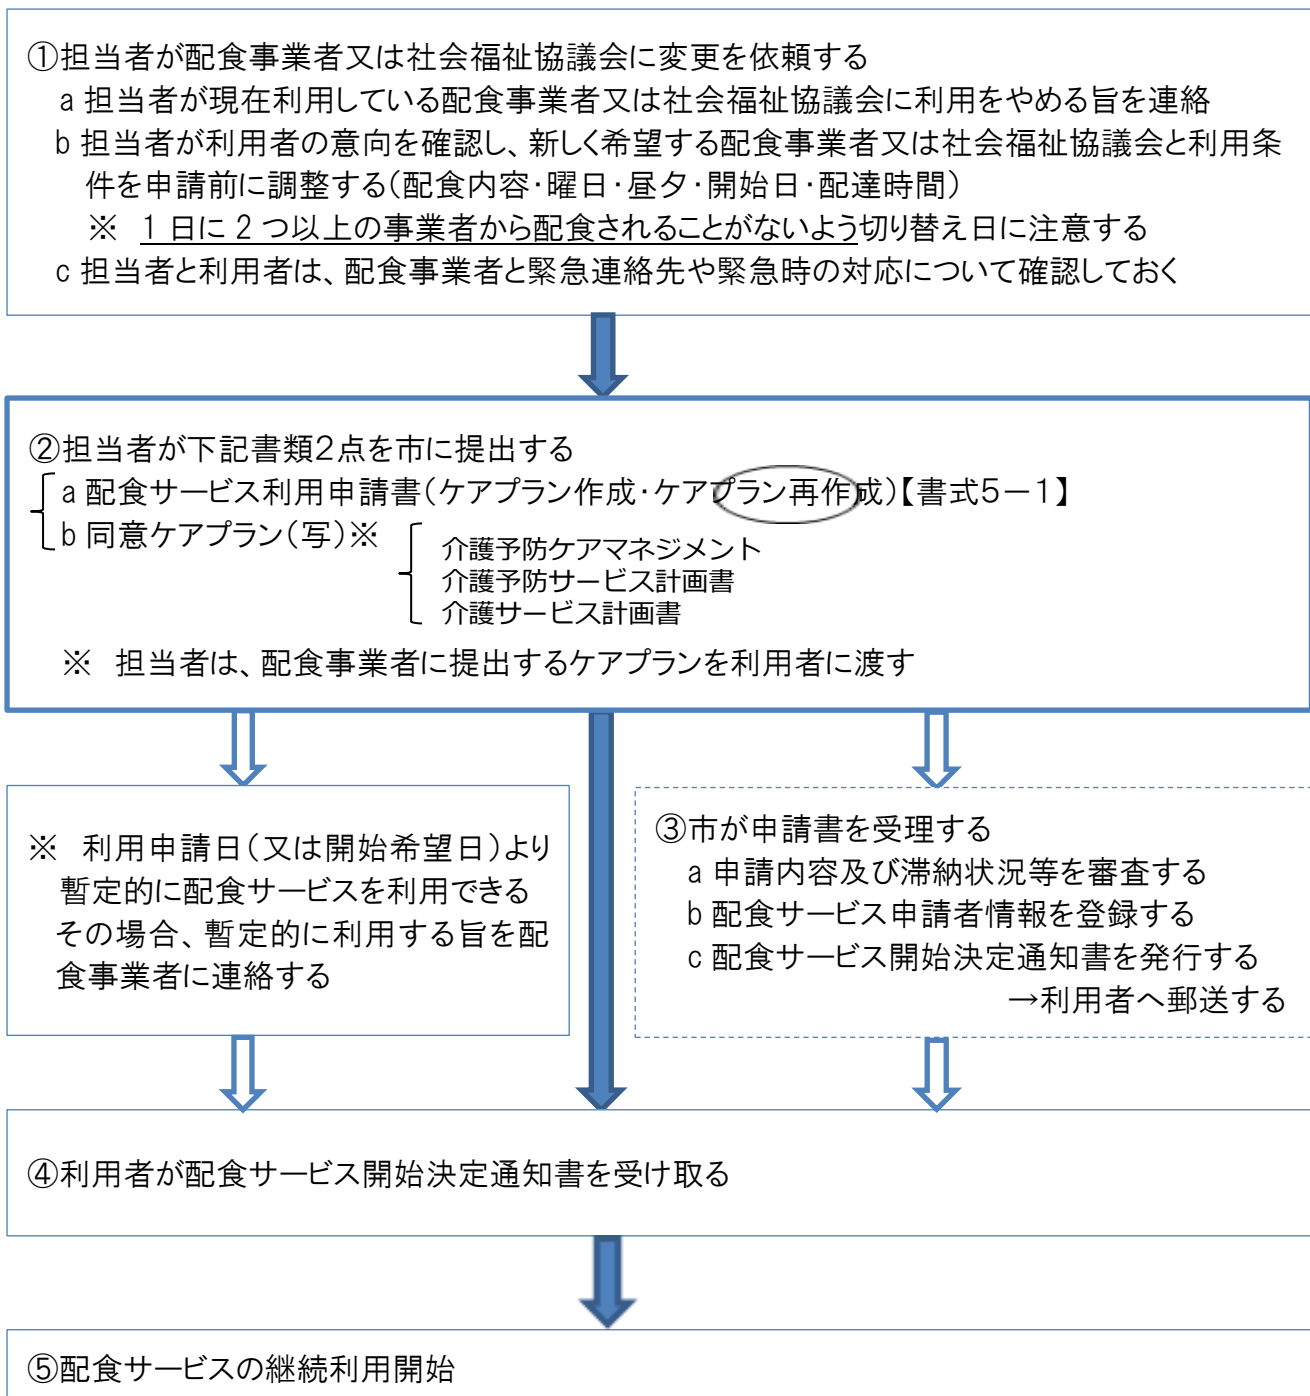 ①担当者が配食事業者又は社会福祉協議会に変更を依頼する
a 担当者が現在利用している配食事業者又は社会福祉協議会に利用をやめる旨を連絡
b 担当者が利用者の意向を確認し、新しく希望する配食事業者又は社会福祉協議会と利用条
件を申請前に調整する（配食内容・曜日・昼夕・開始日・配達時間）
※ 1 日に 2 つ以上の事業者から配食されることがないよう切り替え日に注意する
c 担当者と利用者は、配食事業者と緊急連絡先や緊急時の対応について確認しておく
②担当者が下記書類２点を市に提出する
a 配食サービス利用申請書（ケアプラン作成・ケアプラン再作成）【書式５－１】
b 同意ケアプラン（写）※
介護予防ケアマネジメント
介護予防サービス計画書
介護サービス計画書
※ 担当者は、配食事業者に提出するケアプランを利用者に渡す
※ 利用申請日（又は開始希望日）より
暫定的に配食サービスを利用できる
その場合、暫定的に利用する旨を配
食事業者に連絡する
③市が申請書を受理する
a 申請内容及び滞納状況等を審査する
b 配食サービス申請者情報を登録する
c 配食サービス開始決定通知書を発行する
→利用者へ郵送する
④利用者が配食サービス開始決定通知書を受け取る
⑤配食サービスの継続利用開始